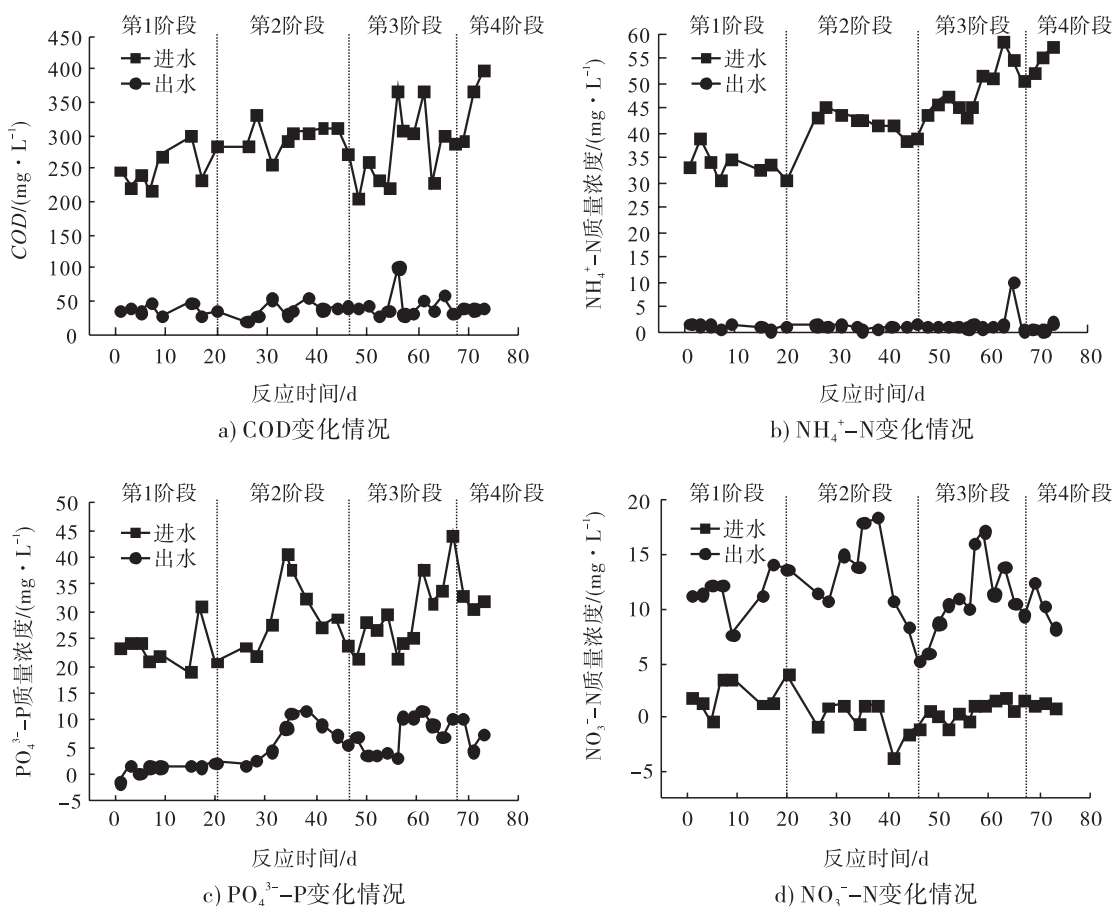 第1阶段 第2阶段 第3阶段 第4阶段
进水
出水
450
400
350
300
250
200
150
100
50
0
COD/(mg·L⁻¹)
0 10 20 30 40 50 60 70 80
反应时间/d
a) COD变化情况
第1阶段 第2阶段 第3阶段 第4阶段
进水
出水
60
55
50
45
40
35
30
25
20
15
10
5
0
NH₄⁺–N质量浓度/(mg·L⁻¹)
0 10 20 30 40 50 60 70 80
反应时间/d
b) NH₄⁺–N变化情况
第1阶段 第2阶段 第3阶段 第4阶段
进水
出水
50
45
40
35
30
25
20
15
10
5
0
–5
PO₄³⁻–P质量浓度/(mg·L⁻¹)
0 10 20 30 40 50 60 70 80
反应时间/d
c) PO₄³⁻–P变化情况
第1阶段 第2阶段 第3阶段 第4阶段
进水
出水
20
15
10
5
0
–5
NO₃⁻–N质量浓度/(mg·L⁻¹)
0 10 20 30 40 50 60 70 80
反应时间/d
d) NO₃⁻–N变化情况